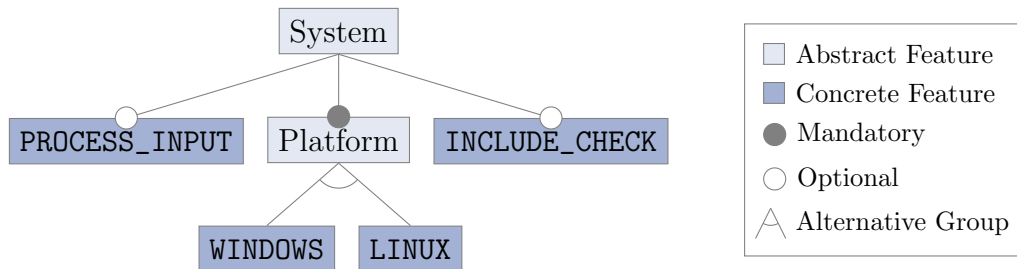 System
PROCESS_INPUT
Platform
INCLUDE_CHECK
WINDOWS
LINUX
Abstract Feature
Concrete Feature
Mandatory
Optional
Alternative Group